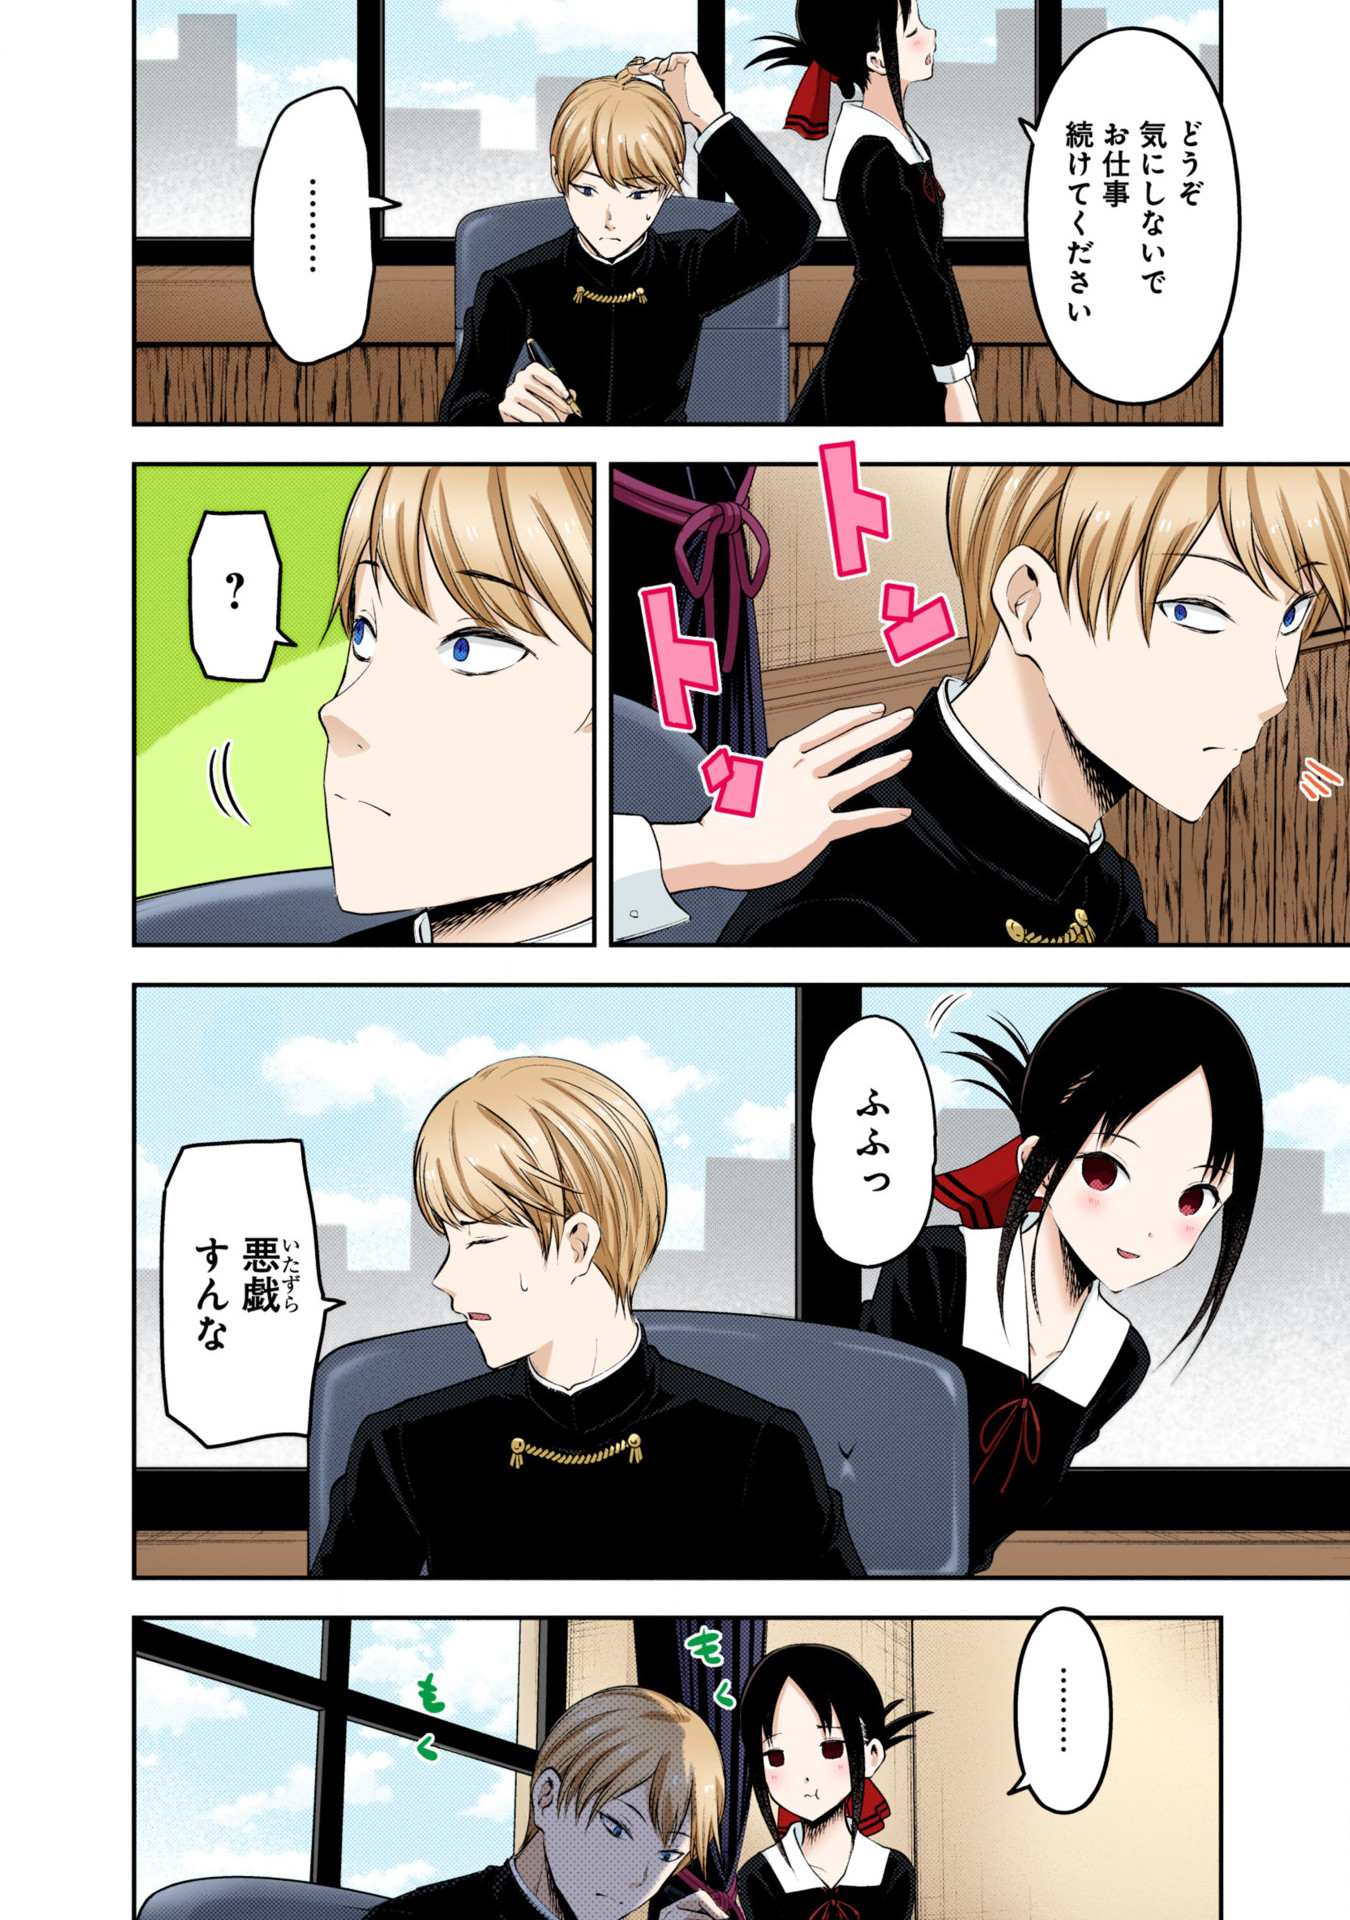 どうぞ
気にしないで
お仕事
続けてください
………
トン
トン
?
ふふっ
悪戯
いたずら
すんな
………
もく
もく